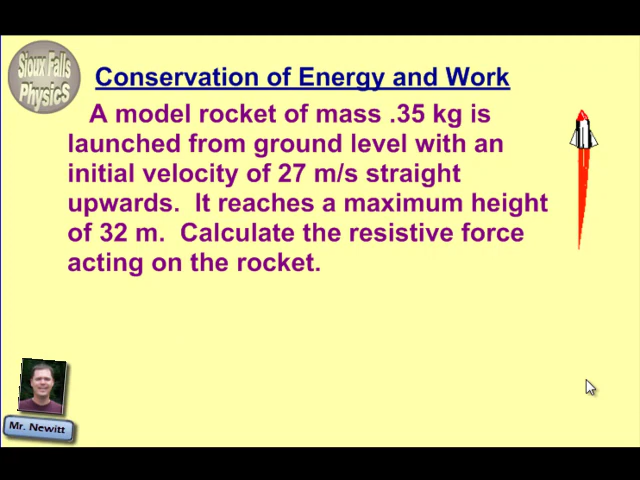 Sioux Falls
Physics
Conservation of Energy and Work
A model rocket of mass .35 kg is
launched from ground level with an
initial velocity of 27 m/s straight
upwards. It reaches a maximum height
of 32 m. Calculate the resistive force
acting on the rocket.
Mr. Newitt